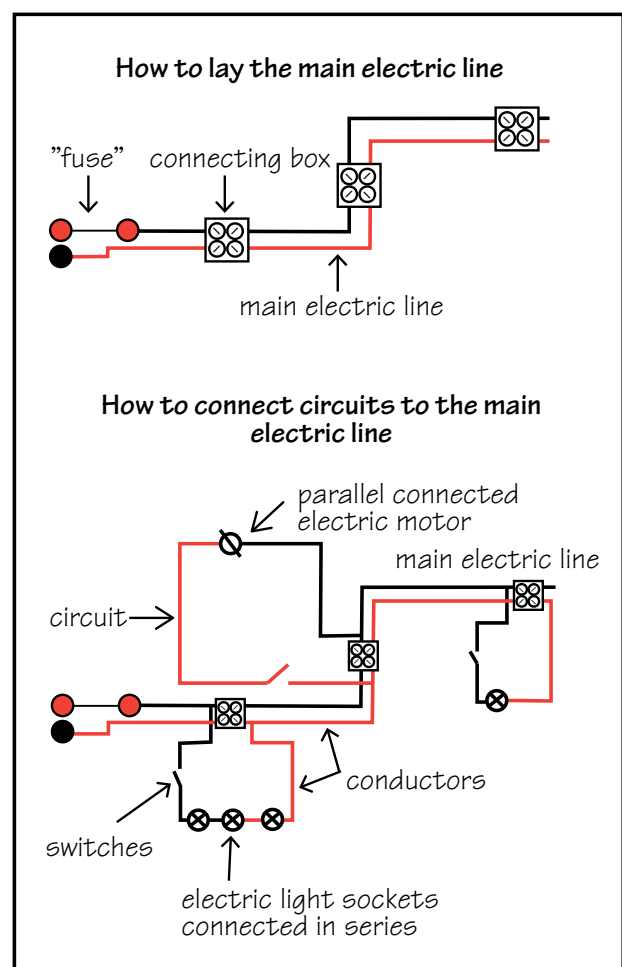 How to lay the main electric line
"fuse"
connecting box
main electric line
How to connect circuits to the main
electric line
parallel connected
electric motor
main electric line
circuit
conductors
switches
electric light sockets
connected in series